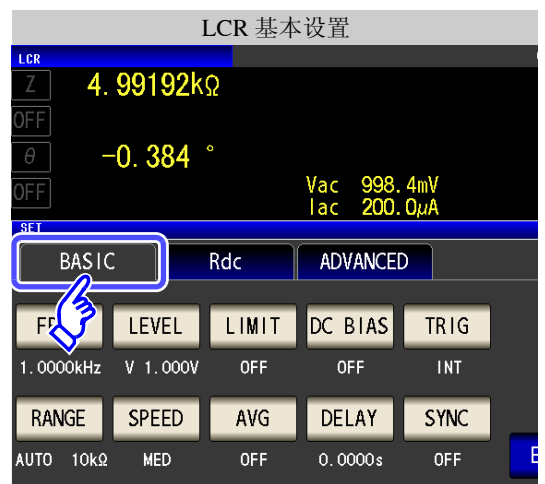 LCR 基本设置
LCR
Z 4.99192kΩ
OFF
θ -0.384 °
OFF
Vac 998.4mV
Iac 200.0μA
SET
BASIC Rdc ADVANCED
LEVEL LIMIT DC BIAS TRIG
1.0000kHz V 1.000V OFF OFF INT
RANGE SPEED AVG DELAY SYNC
AUTO 10kΩ MED OFF 0.0000s OFF